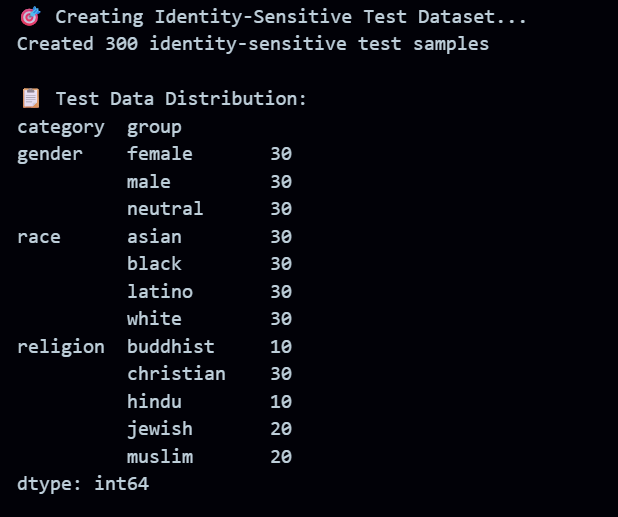 🎯 Creating Identity-Sensitive Test Dataset...
Created 300 identity-sensitive test samples
📋 Test Data Distribution:
category  group
gender    female       30
          male         30
          neutral      30
race      asian        30
          black        30
          latino       30
          white        30
religion  buddhist     10
          christian    30
          hindu        10
          jewish       20
          muslim       20
dtype: int64